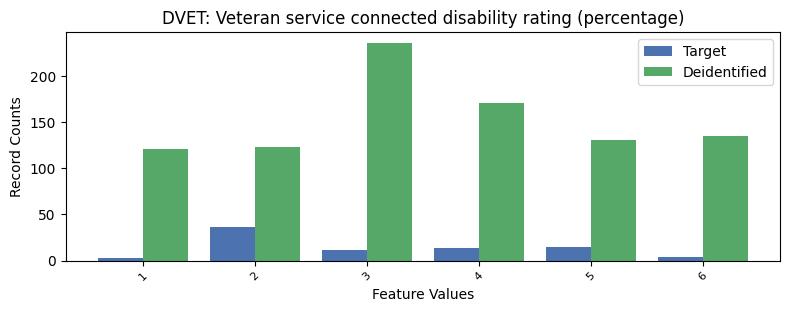 DVET: Veteran service connected disability rating (percentage)
Target
Deidentified
Record Counts
200
150
100
50
0
1 2 3 4 5 6
Feature Values